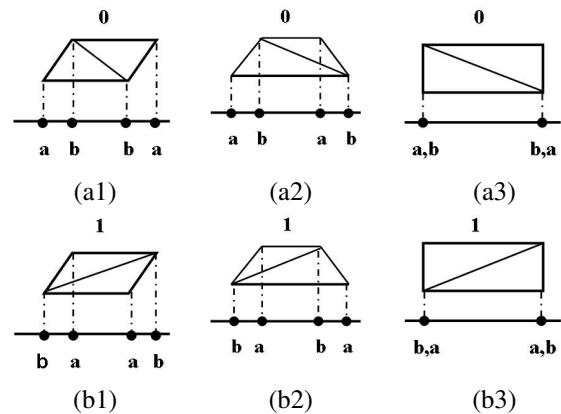 0 0 0
a b b a a b a b a,b b,a
(a1) (a2) (a3)
1 1 1
b a a b b a b a b,a a,b
(b1) (b2) (b3)